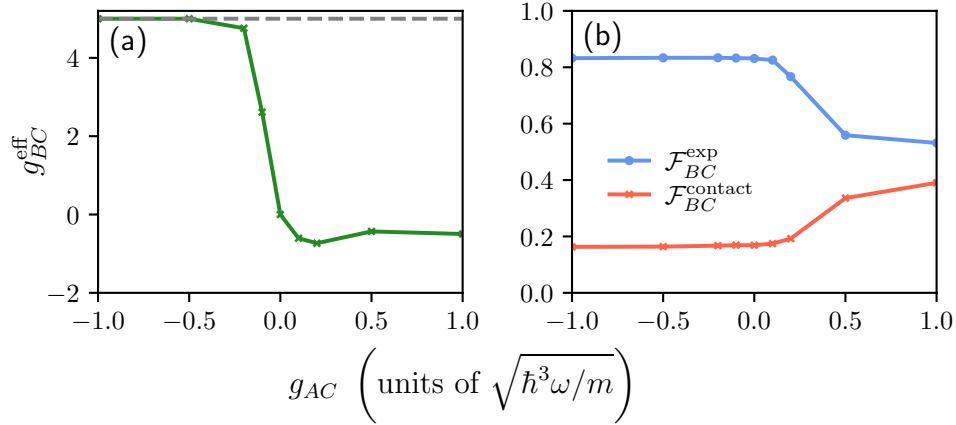 (a)
(b)
4
2
0
−2
g_{BC}^{eff}
−1.0 −0.5 0.0 0.5 1.0
1.0
0.8
0.6
0.4
0.2
0.0
F_{BC}^{exp}
F_{BC}^{contact}
−1.0 −0.5 0.0 0.5 1.0
g_{AC} (units of √ħ³ω/m)